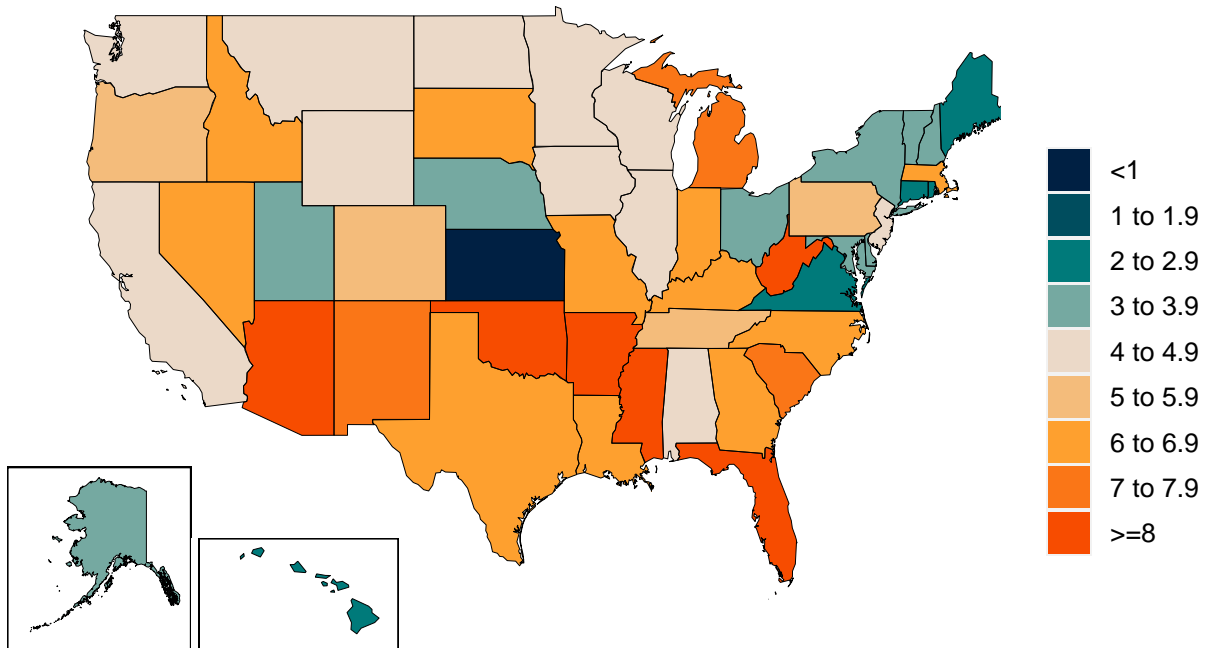 <1
1 to 1.9
2 to 2.9
3 to 3.9
4 to 4.9
5 to 5.9
6 to 6.9
7 to 7.9
>=8